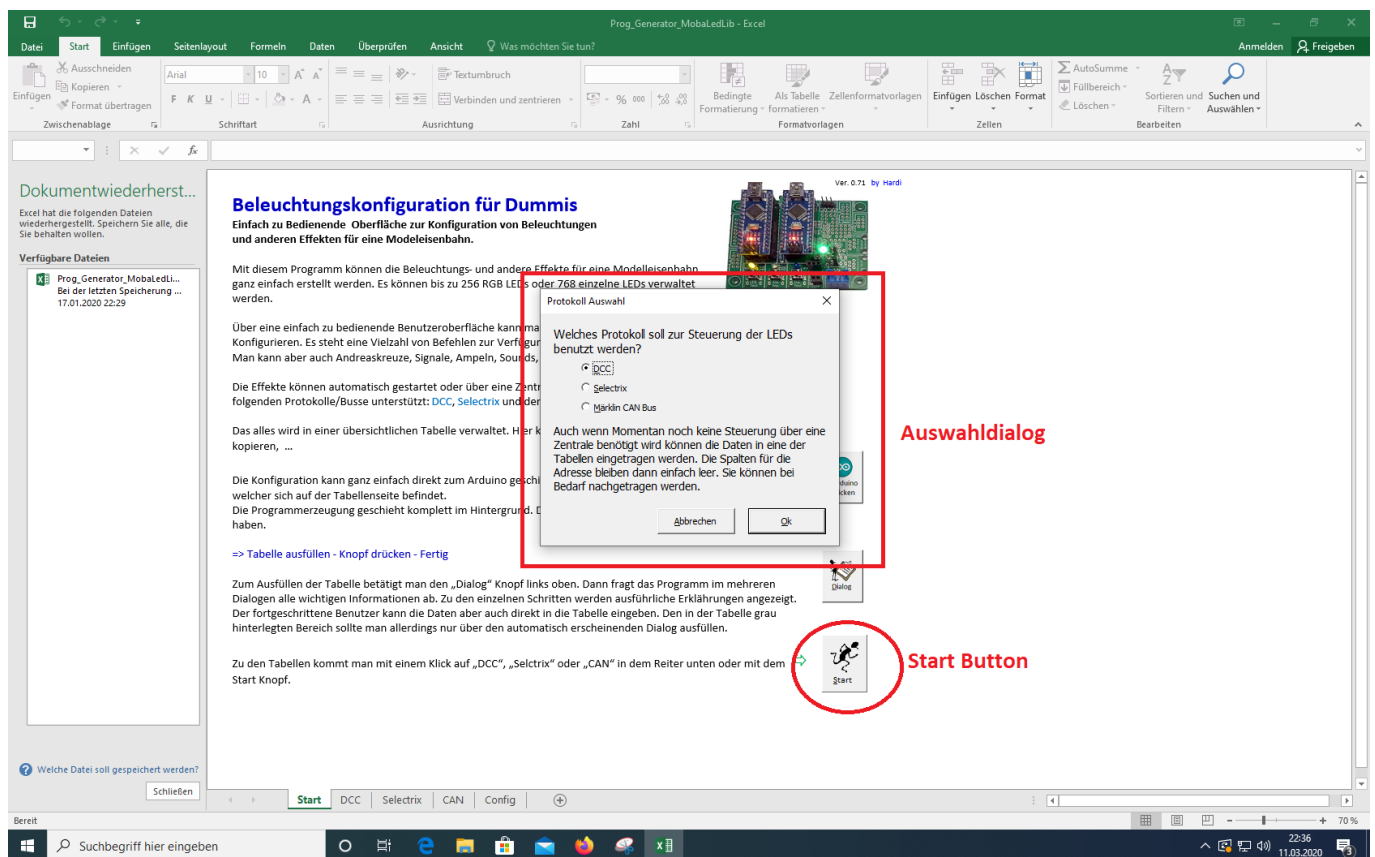 Prog_Generator_MobaLedLib - Excel
Datei Start Einfügen Seitenlayout Formeln Daten Überprüfen Ansicht Was möchten Sie tun? Anmelden Freigeben
Einfügen
Ausschneiden
Kopieren
Format übertragen
Zwischenablage
Arial 10
F K U
Schriftart
Textumbruch
Verbinden und zentrieren
Ausrichtung
% 000
Zahl
Bedingte Formatierung
Als Tabelle formatieren
Zellenformatvorlagen
Formatvorlagen
Einfügen Löschen Format
Zellen
AutoSumme
Füllbereich
Löschen
Sortieren und Filtern
Suchen und Auswählen
Bearbeiten
fx
Dokumentwiederherst...
Excel hat die folgenden Dateien
wiederhergestellt. Speichern Sie alle, die
Sie behalten wollen.
Verfügbare Dateien
Prog_Generator_MobaLedLi...
Bei der letzten Speicherung ...
17.01.2020 22:29
Welche Datei soll gespeichert werden?
Schließen
Ver. 0.71 by Hardi
Beleuchtungskonfiguration für Dummis
Einfach zu Bedienende Oberfläche zur Konfiguration von Beleuchtungen
und anderen Effekten für eine Modeleisenbahn.
Mit diesem Programm können die Beleuchtungs- und andere Effekte für eine Modelleisenbahn
ganz einfach erstellt werden. Es können bis zu 256 RGB LEDs oder 768 einzelne LEDs verwaltet
werden.
Über eine einfach zu bedienende Benutzeroberfläche kann ma
Konfigurieren. Es steht eine Vielzahl von Befehlen zur Verfügun
Man kann aber auch Andreaskreuze, Signale, Ampeln, Sounds,
Die Effekte können automatisch gestartet oder über eine Zentr
folgenden Protokolle/Busse unterstützt: DCC, Selectrix und der
Das alles wird in einer übersichtlichen Tabelle verwaltet. Hier k
kopieren, ...
Die Konfiguration kann ganz einfach direkt zum Arduino geschi
welcher sich auf der Tabellenseite befindet.
Die Programmerzeugung geschieht komplett im Hintergrund. D
haben.
=> Tabelle ausfüllen - Knopf drücken - Fertig
Zum Ausfüllen der Tabelle betätigt man den „Dialog“ Knopf links oben. Dann fragt das Programm im mehreren
Dialogen alle wichtigen Informationen ab. Zu den einzelnen Schritten werden ausführliche Erklährungen angezeigt.
Der fortgeschrittene Benutzer kann die Daten aber auch direkt in die Tabelle eingeben. Den in der Tabelle grau
hinterlegten Bereich sollte man allerdings nur über den automatisch erscheinenden Dialog ausfüllen.
Zu den Tabellen kommt man mit einem Klick auf „DCC“, „Selctrix“ oder „CAN“ in dem Reiter unten oder mit dem
Start Knopf.
Protokoll Auswahl
Welches Protokoll soll zur Steuerung der LEDs
benutzt werden?
DCC
Selectrix
Märklin CAN Bus
Auch wenn Momentan noch keine Steuerung über eine
Zentrale benötigt wird können die Daten in eine der
Tabellen eingetragen werden. Die Spalten für die
Adresse bleiben dann einfach leer. Sie können bei
Bedarf nachgetragen werden.
Abbrechen Ok
Auswahldialog
duino
cken
Dialog
Start
Start Button
Start DCC Selectrix CAN Config
Bereit
70 %
Suchbegriff hier eingeben
22:36
11.03.2020
3